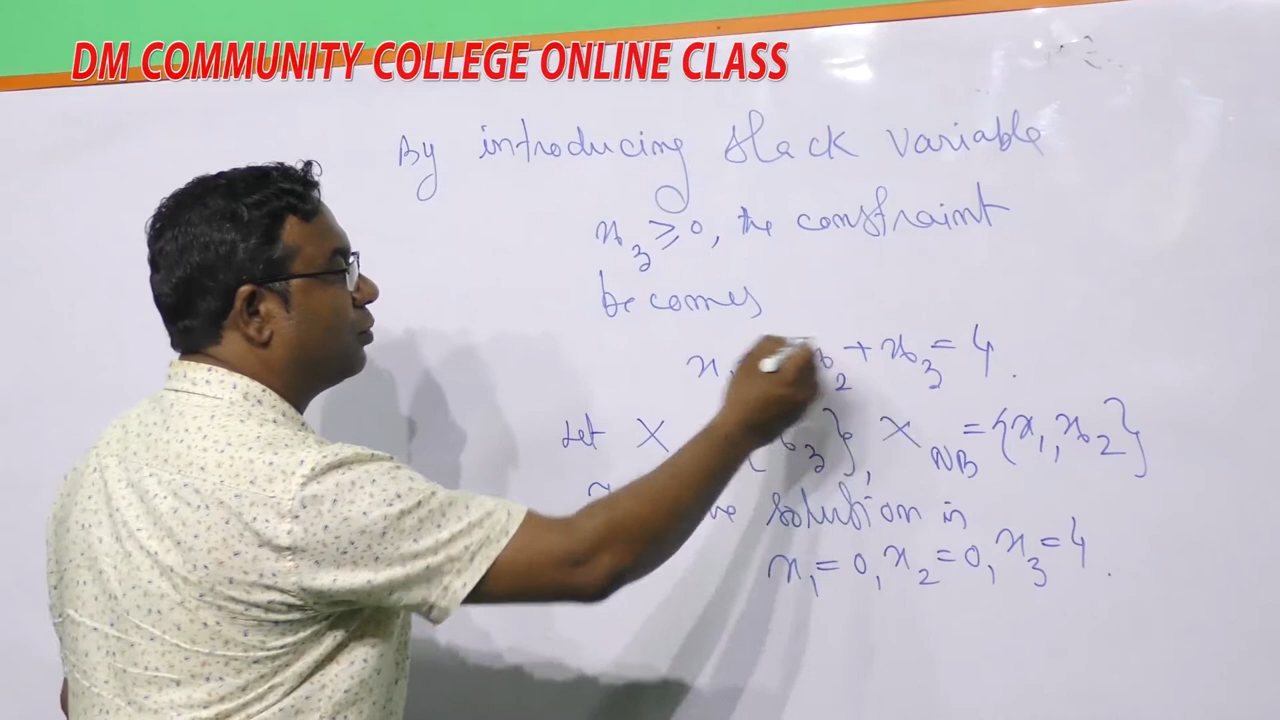 DM COMMUNITY COLLEGE ONLINE CLASS
By introducing slack variable
x₃ ≥ 0, the constraint
becomes
x₂ + x₃ = 4.
Let X {x₃}, X_NB = {x₁, x₂}
solution is
x₁ = 0, x₂ = 0, x₃ = 4.